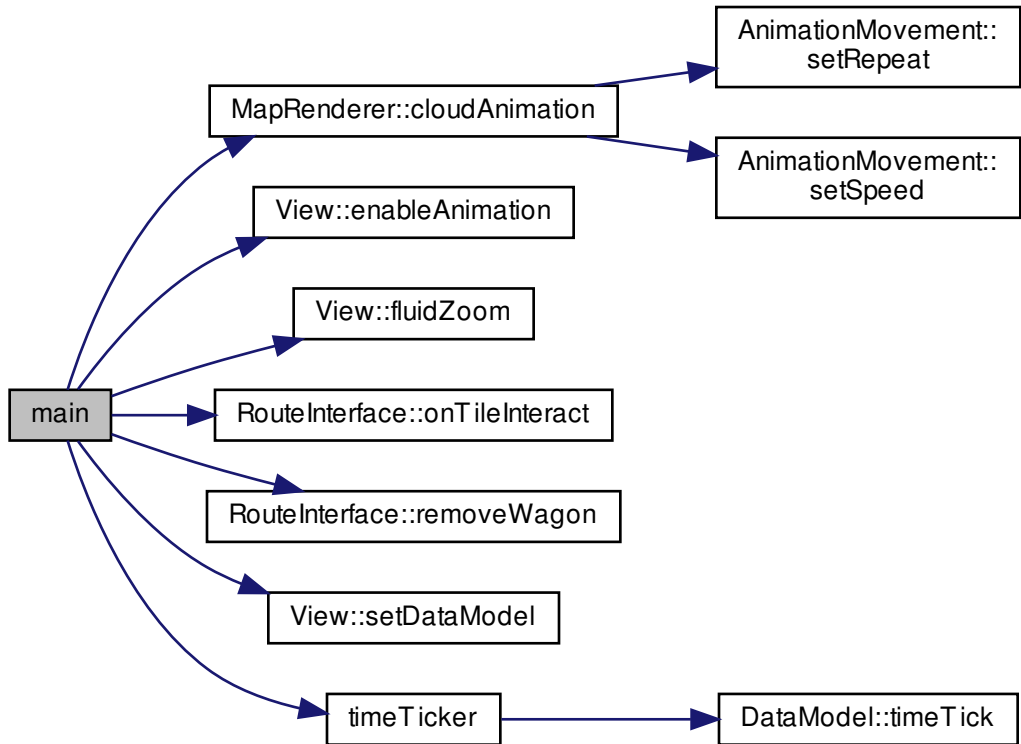 AnimationMovement::
setRepeat
MapRenderer::cloudAnimation
AnimationMovement::
setSpeed
View::enableAnimation
View::fluidZoom
main
RouteInterface::onTileInteract
RouteInterface::removeWagon
View::setDataModel
timeTicker
DataModel::timeTick